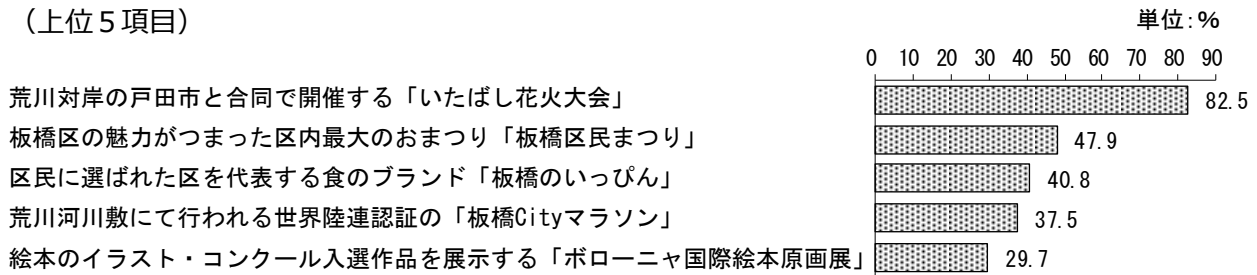 （上位５項目）
単位:％
0 10 20 30 40 50 60 70 80 90
荒川対岸の戸田市と合同で開催する「いたばし花火大会」 82.5
板橋区の魅力がつまった区内最大のおまつり「板橋区民まつり」 47.9
区民に選ばれた区を代表する食のブランド「板橋のいっぴん」 40.8
荒川河川敷にて行われる世界陸連認証の「板橋Cityマラソン」 37.5
絵本のイラスト・コンクール入選作品を展示する「ボローニャ国際絵本原画展」 29.7